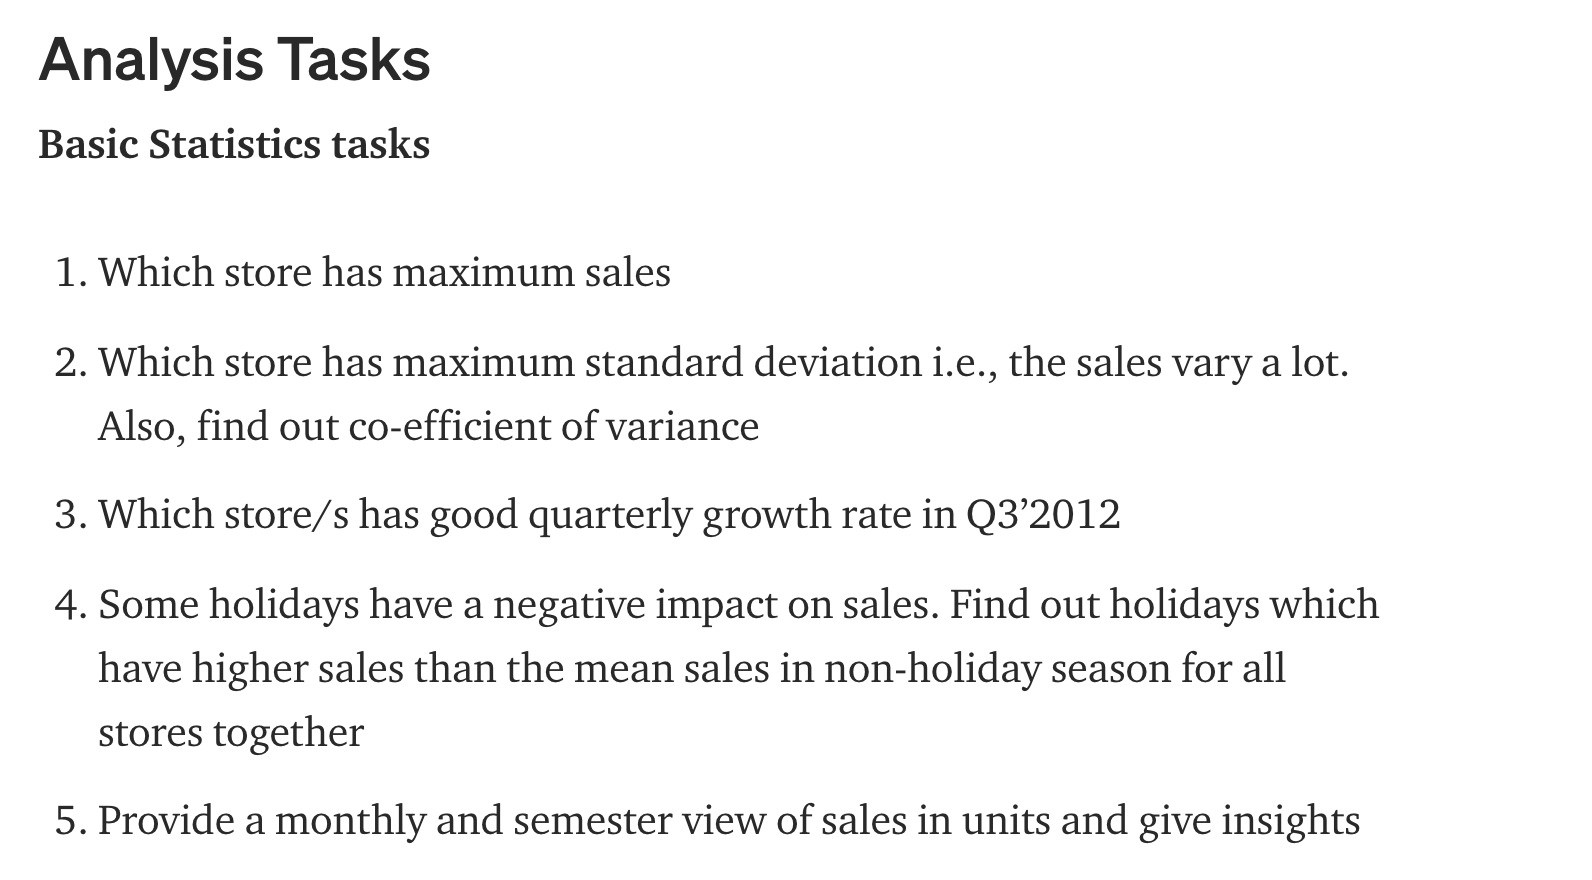 Analysis Tasks
Basic Statistics tasks
1. Which store has maximum sales
2. Which store has maximum standard deviation i.e., the sales vary a lot.
Also, find out co-efficient of variance
3. Which store/s has good quarterly growth rate in Q3’2012
4. Some holidays have a negative impact on sales. Find out holidays which
have higher sales than the mean sales in non-holiday season for all
stores together
5. Provide a monthly and semester view of sales in units and give insights